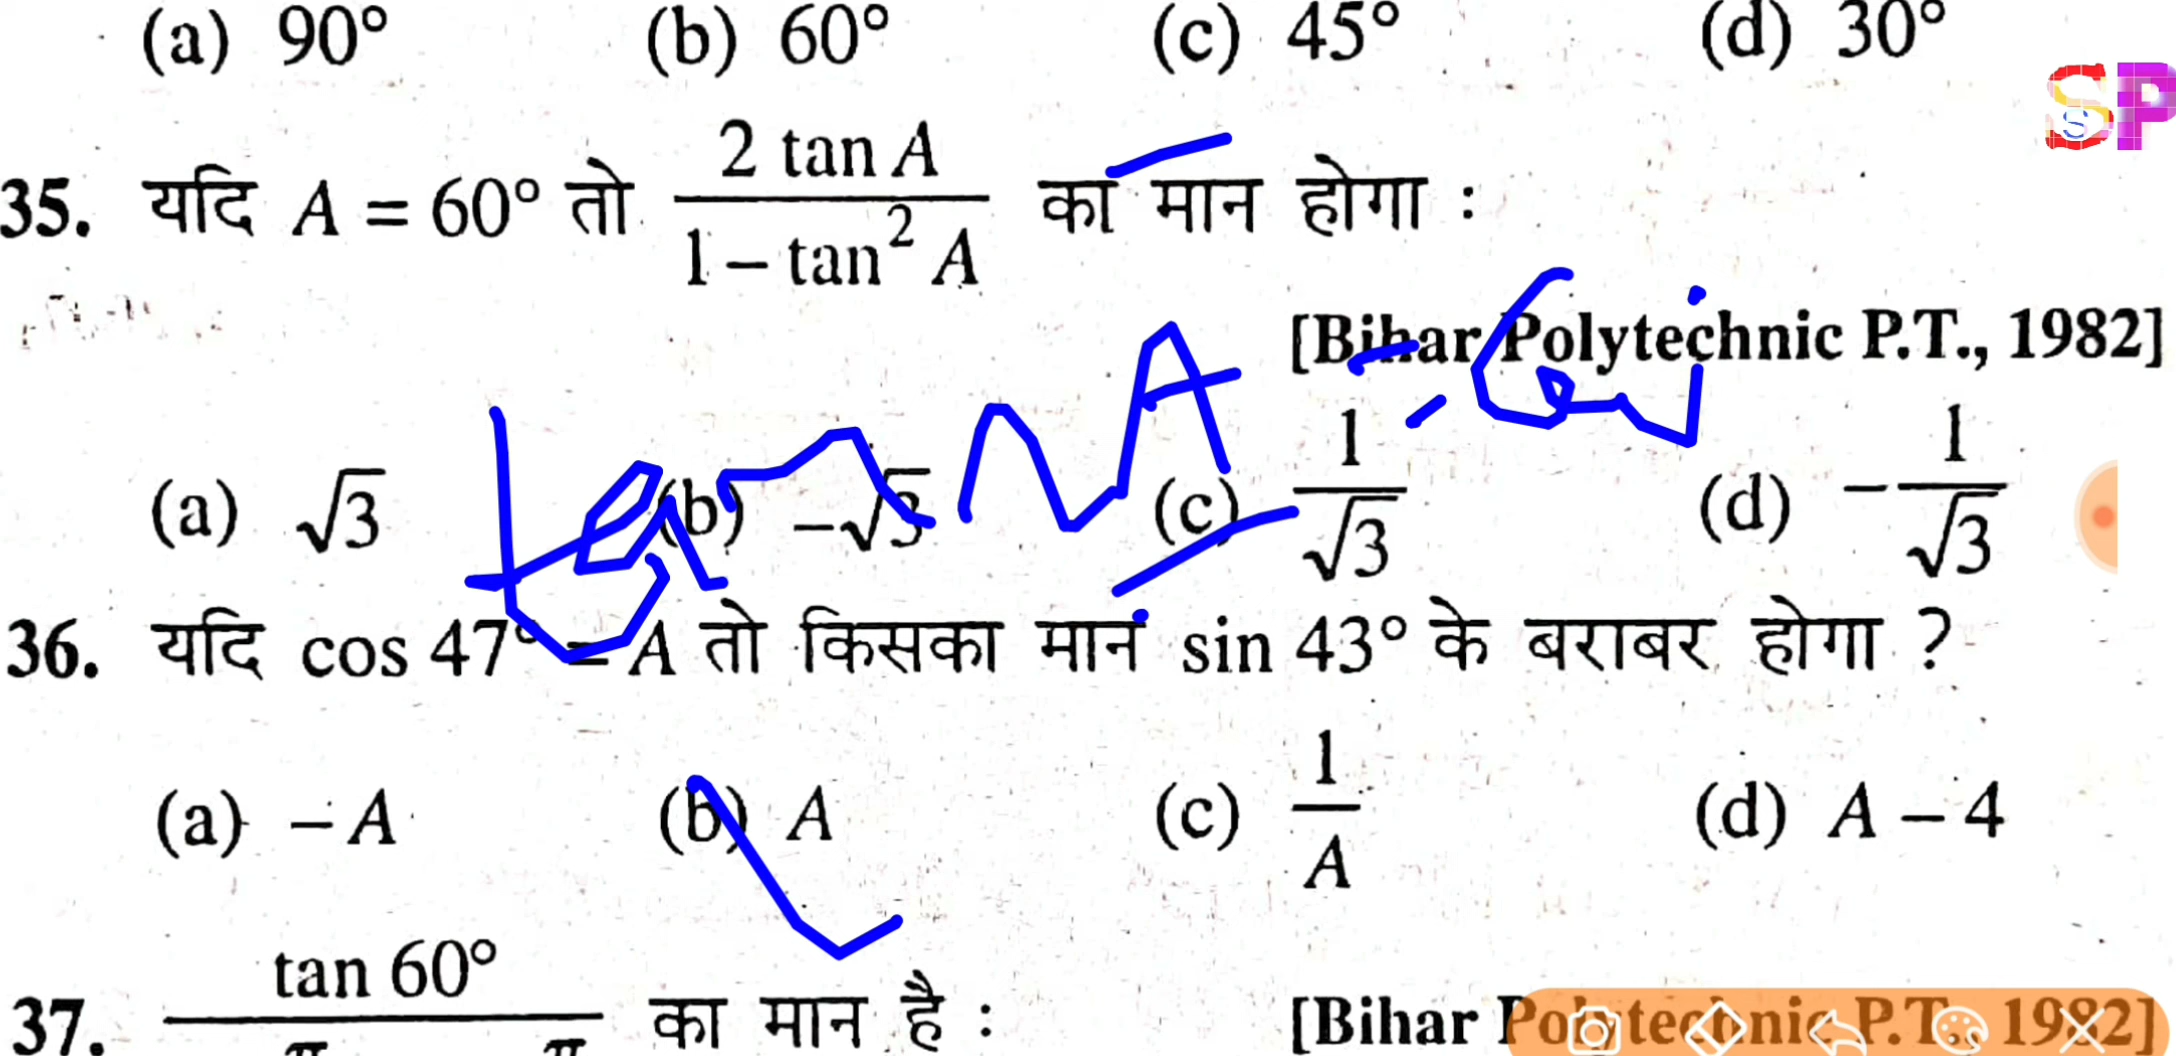 (a) 90° (b) 60° (c) 45° (d) 30°
SP
S
35. यदि A = 60° तो 2 tan A / 1 – tan² A का मान होगा :
[Bihar Polytechnic P.T., 1982]
(a) √3 (b) –√3 (c) 1/√3 (d) –1/√3
36. यदि cos 47° = A तो किसका मान sin 43° के बराबर होगा ?
(a) – A (b) A (c) 1/A (d) A – 4
37. tan 60° का मान है :
[Bihar Polytechnic P.T., 1982]